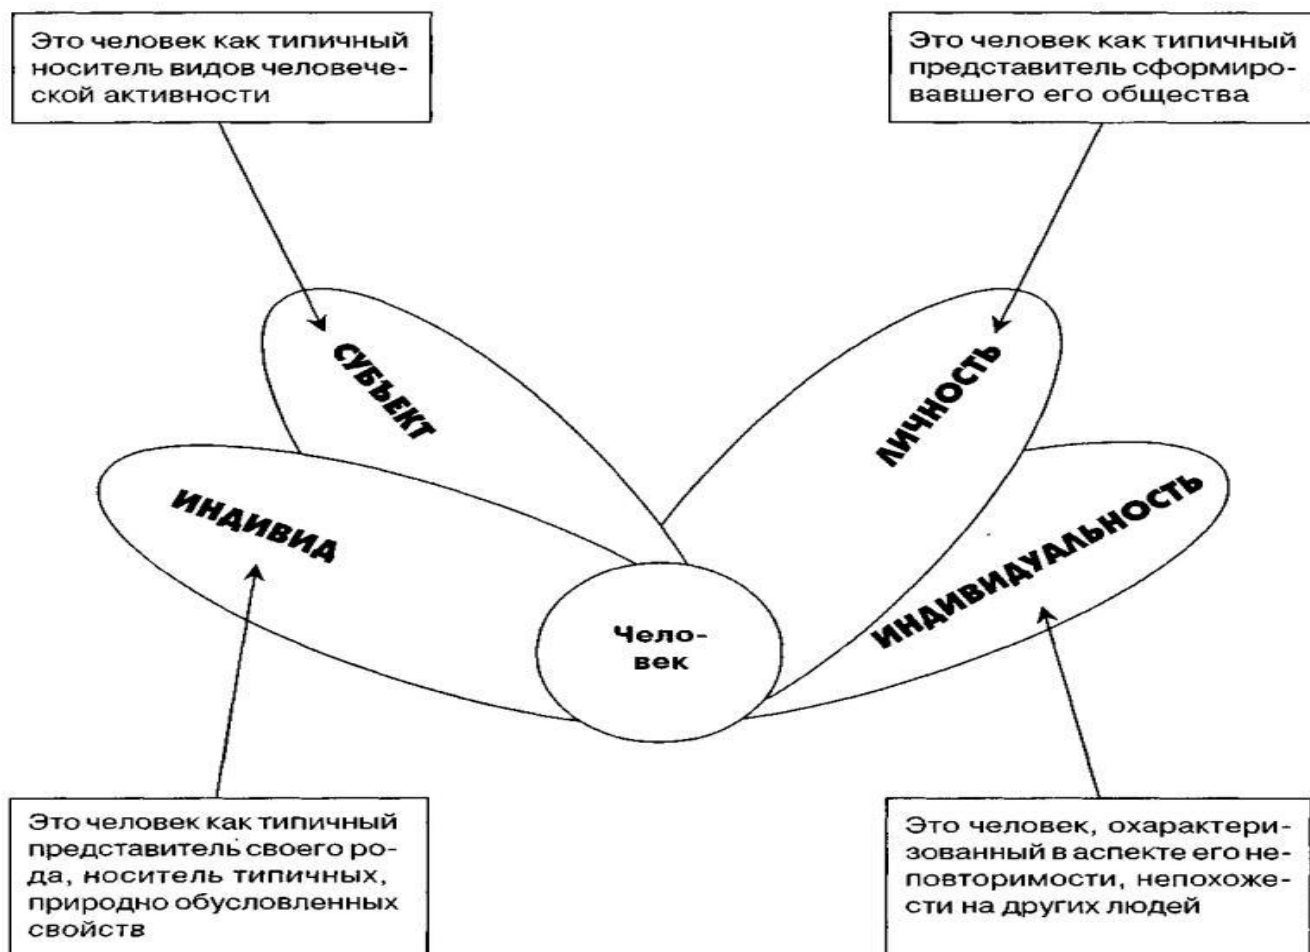 Это человек как типичный
носитель видов человече-
ской активности
Это человек как типичный
представитель сформиро-
вавшего его общества
СУБЪЕКТ
ЛИЧНОСТЬ
ИНДИВИД
ИНДИВИДУАЛЬНОСТЬ
Чело-
век
Это человек как типичный
представитель своего ро-
да, носитель типичных,
природно обусловленных
свойств
Это человек, охарактери-
зованный в аспекте его не-
повторимости, непохоже-
сти на других людей